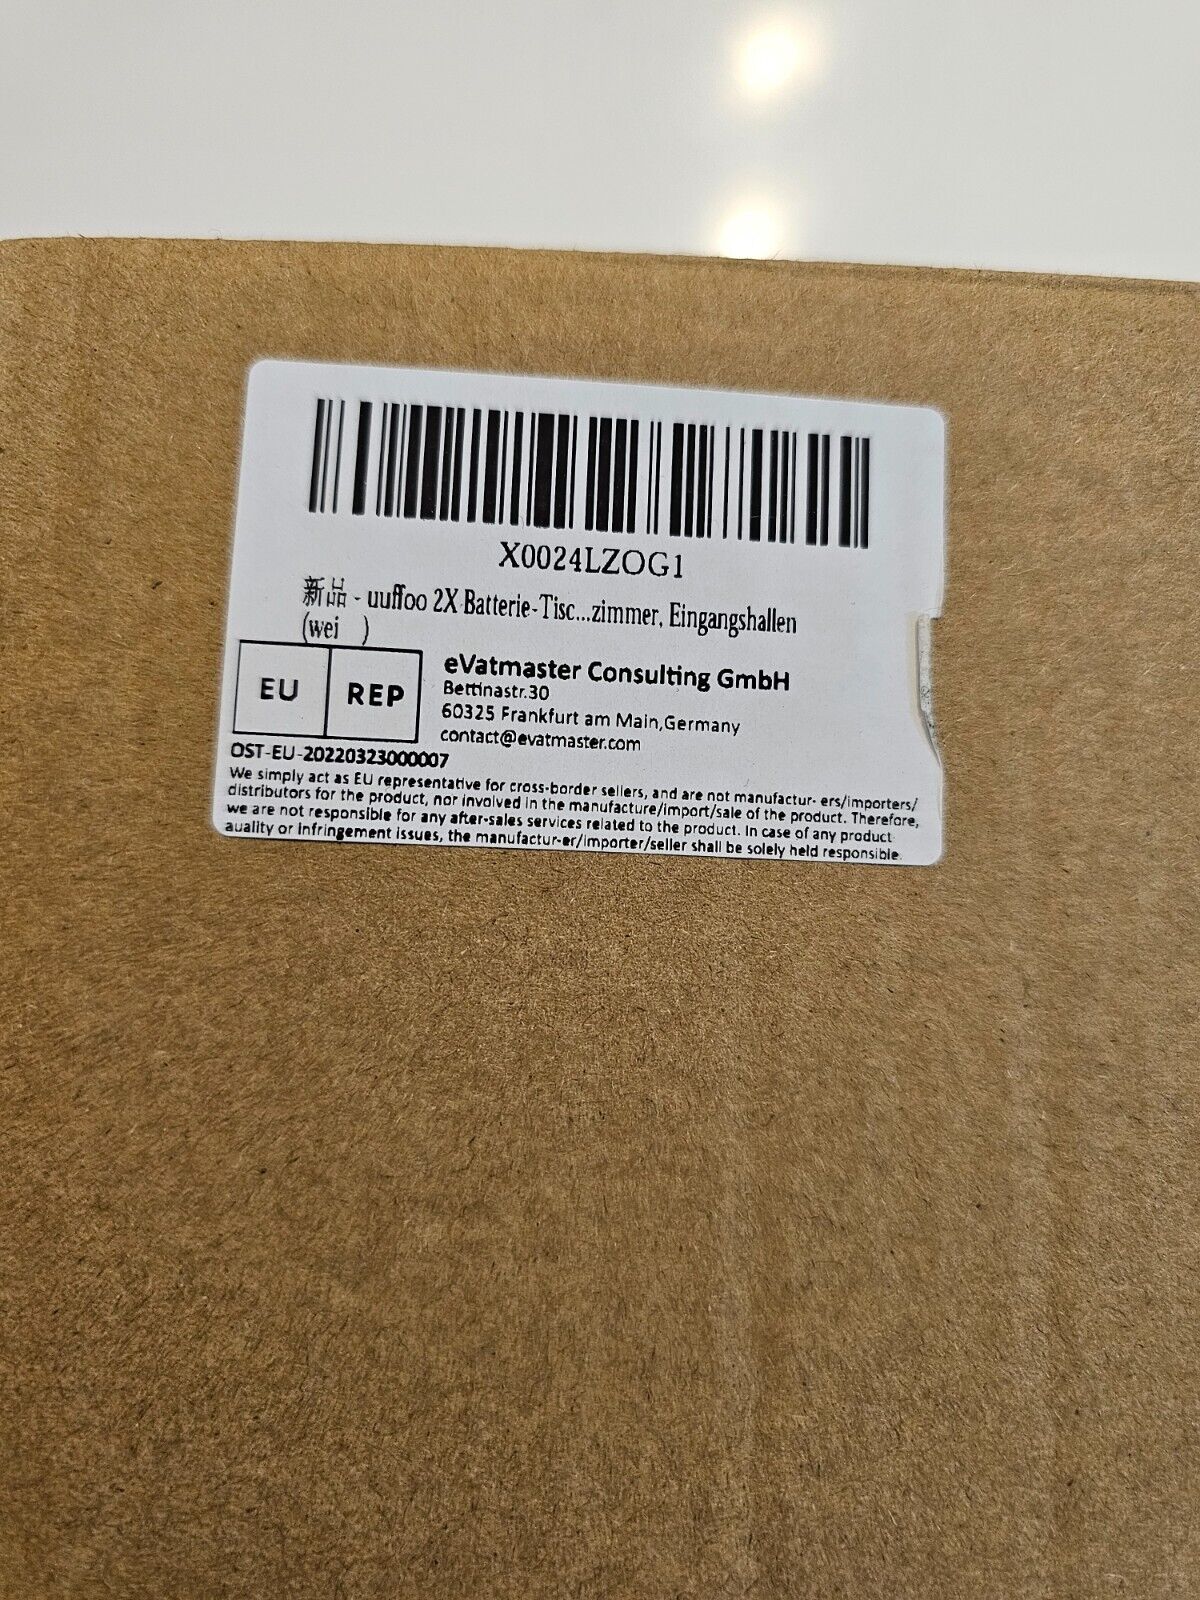 X0024LZOG1
新品 - uuffoo 2X Batterie-Tisc...zimmer, Eingangshallen
(wei )
EU REP
eVatmaster Consulting GmbH
Bettinastr.30
60325 Frankfurt am Main,Germany
contact@evatmaster.com
OST-EU-20220323000007
We simply act as EU representative for cross-border sellers, and are not manufactur- ers/importers/
distributors for the product, nor involved in the manufacture/import/sale of the product. Therefore,
we are not responsible for any after-sales services related to the product. In case of any product
auality or infringement issues, the manufactur-er/importer/seller shall be solely held responsible.